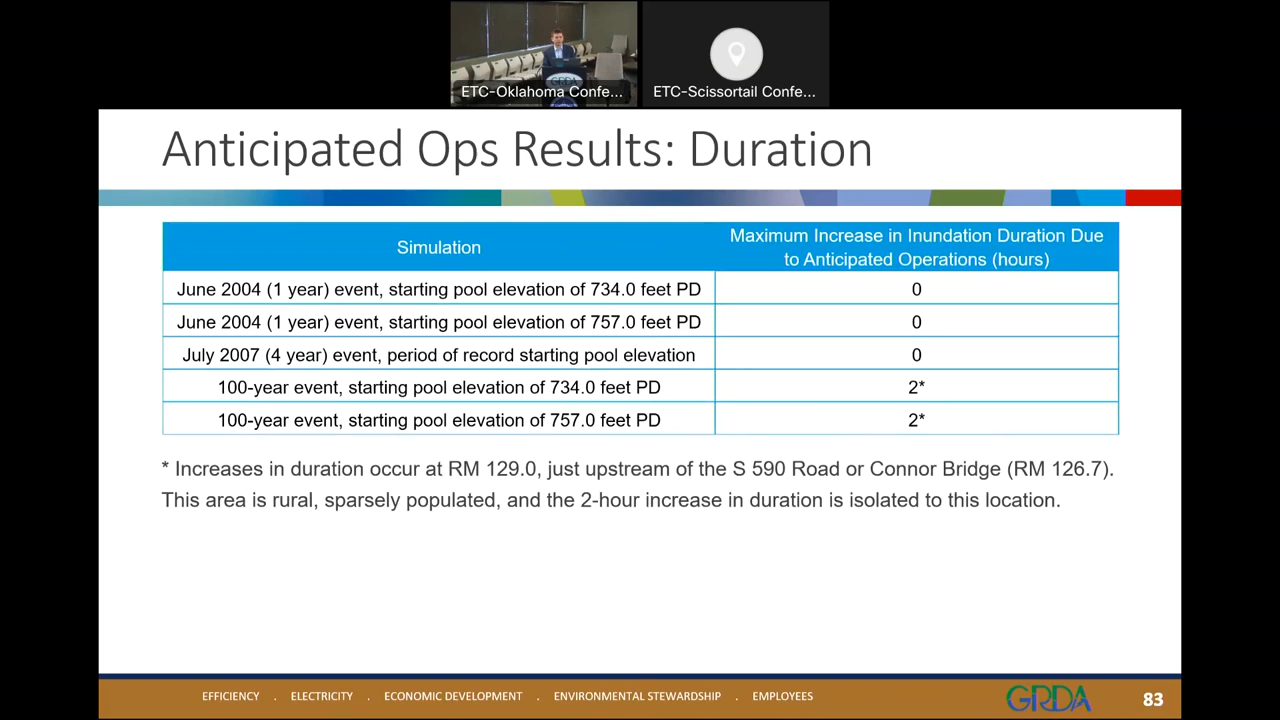 ETC-Oklahoma Confe...
ETC-Scissortail Confe...
GRDA
Anticipated Ops Results: Duration
Simulation
Maximum Increase in Inundation Duration Due
to Anticipated Operations (hours)
June 2004 (1 year) event, starting pool elevation of 734.0 feet PD
0
June 2004 (1 year) event, starting pool elevation of 757.0 feet PD
0
July 2007 (4 year) event, period of record starting pool elevation
0
100-year event, starting pool elevation of 734.0 feet PD
2*
100-year event, starting pool elevation of 757.0 feet PD
2*
* Increases in duration occur at RM 129.0, just upstream of the S 590 Road or Connor Bridge (RM 126.7).
This area is rural, sparsely populated, and the 2-hour increase in duration is isolated to this location.
EFFICIENCY . ELECTRICITY . ECONOMIC DEVELOPMENT . ENVIRONMENTAL STEWARDSHIP . EMPLOYEES
GRDA
83